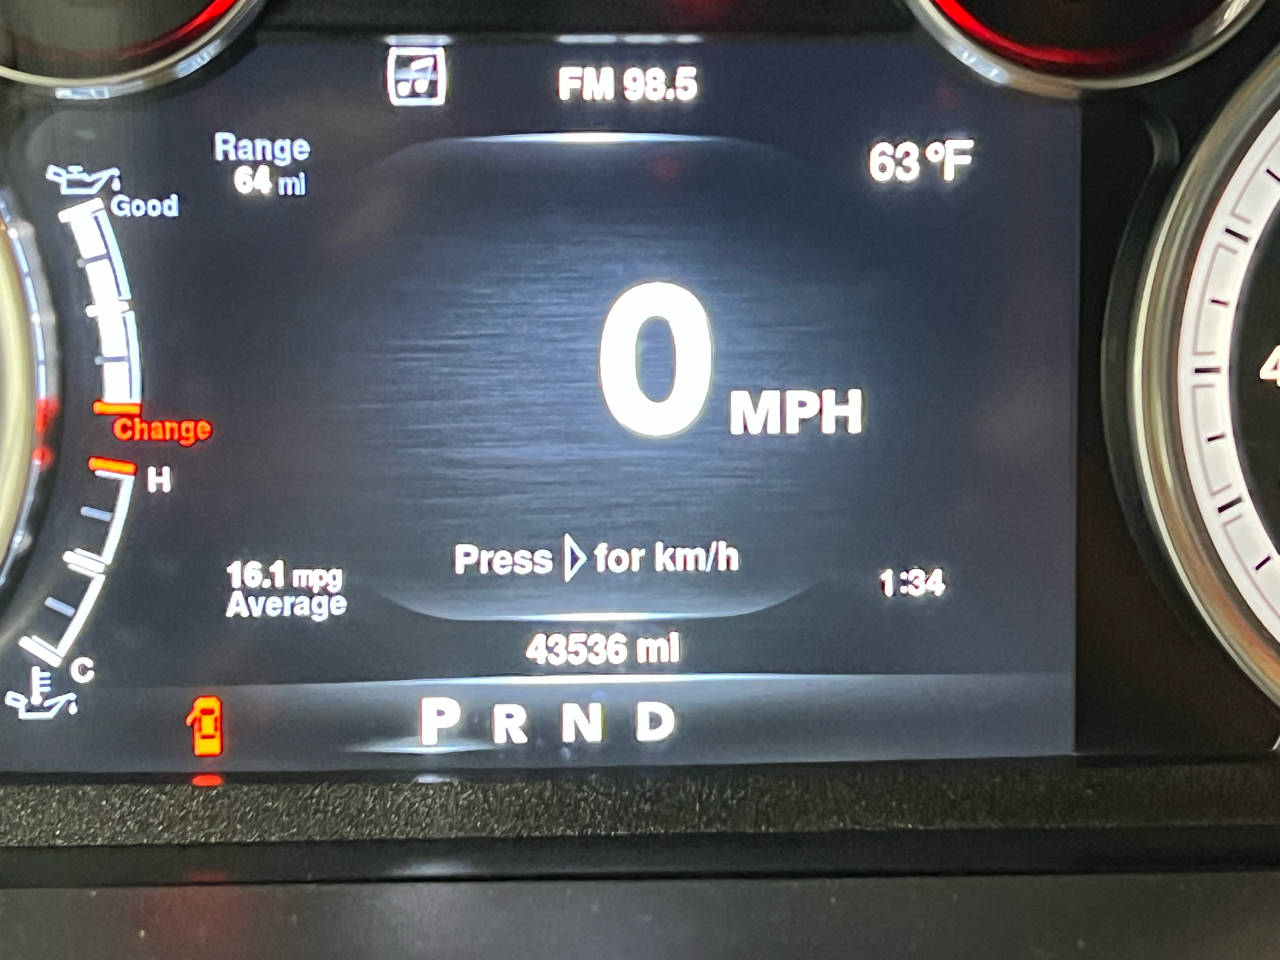 FM 98.5
Range
64 mi
63°F
Good
0 MPH
Change
H
Press ▷ for km/h
16.1 mpg
Average
1:34
43536 mi
C
P R N D
4